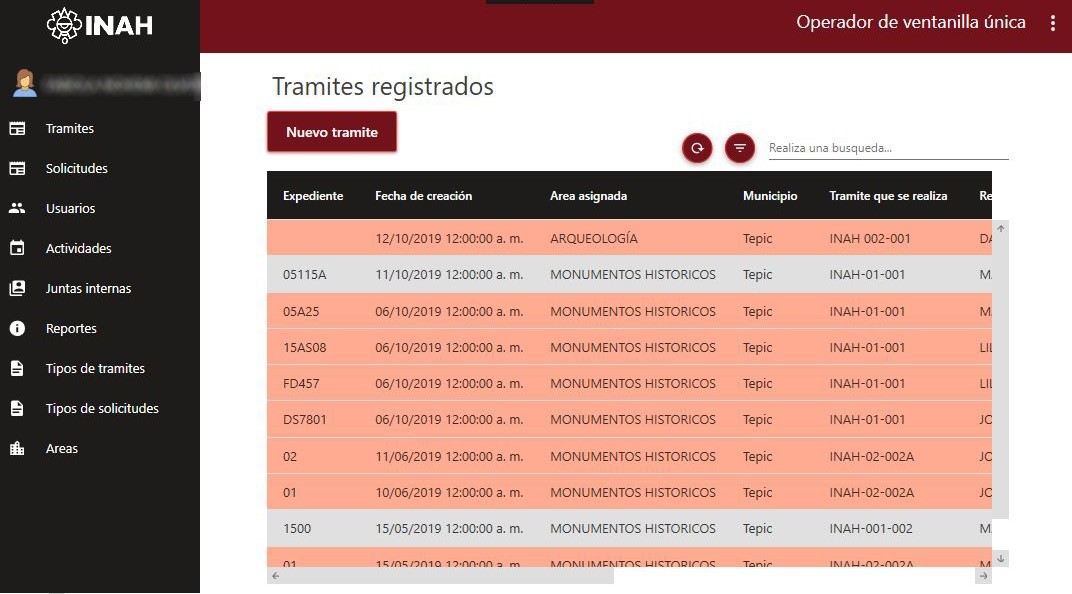 INAH
Operador de ventanilla única
Tramites
Solicitudes
Usuarios
Actividades
Juntas internas
Reportes
Tipos de tramites
Tipos de solicitudes
Areas
Tramites registrados
Nuevo tramite
Realiza una busqueda...
Expediente Fecha de creación Area asignada Municipio Tramite que se realiza Re
12/10/2019 12:00:00 a. m. ARQUEOLOGÍA Tepic INAH 002-001 DA
05115A 11/10/2019 12:00:00 a. m. MONUMENTOS HISTORICOS Tepic INAH-01-001 M
05A25 06/10/2019 12:00:00 a. m. MONUMENTOS HISTORICOS Tepic INAH-01-001 M
15AS08 06/10/2019 12:00:00 a. m. MONUMENTOS HISTORICOS Tepic INAH-01-001 LIL
FD457 06/10/2019 12:00:00 a. m. MONUMENTOS HISTORICOS Tepic INAH-01-001 LIL
DS7801 06/10/2019 12:00:00 a. m. MONUMENTOS HISTORICOS Tepic INAH-01-001 JO
02 11/06/2019 12:00:00 a. m. MONUMENTOS HISTORICOS Tepic INAH-02-002A JO
01 10/06/2019 12:00:00 a. m. MONUMENTOS HISTORICOS Tepic INAH-02-002A JO
1500 15/05/2019 12:00:00 a. m. MONUMENTOS HISTORICOS Tepic INAH-001-002 M
01 15/05/2019 12:00:00 a. m. MONUMENTOS HISTORICOS Tepic INAH-02-002A M